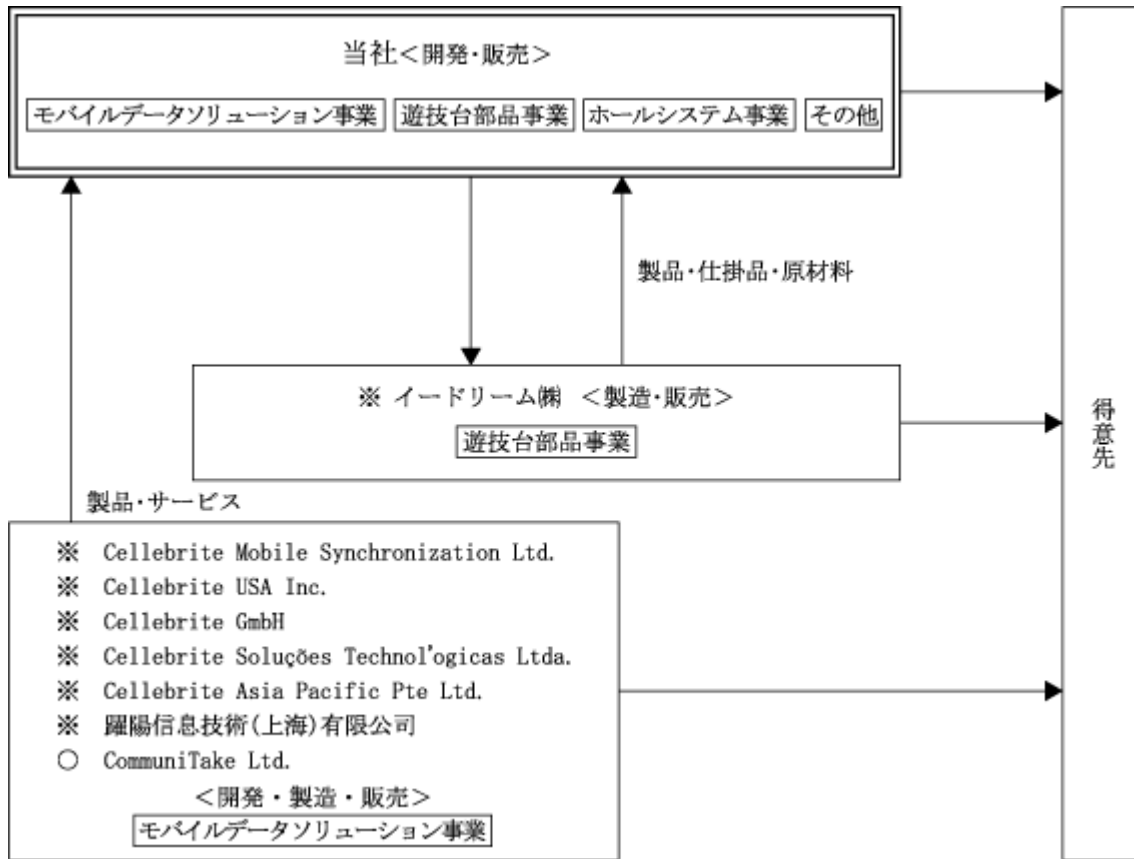 当社＜開発・販売＞
モバイルデータソリューション事業 遊技台部品事業 ホールシステム事業 その他
製品・仕掛品・原材料
※ イードリーム㈱ ＜製造・販売＞
遊技台部品事業
得意先
製品・サービス
※ Cellebrite Mobile Synchronization Ltd.
※ Cellebrite USA Inc.
※ Cellebrite GmbH
※ Cellebrite Soluções Technol'ogicas Ltda.
※ Cellebrite Asia Pacific Pte Ltd.
※ 躍陽信息技術(上海)有限公司
○ CommuniTake Ltd.
＜開発・製造・販売＞
モバイルデータソリューション事業